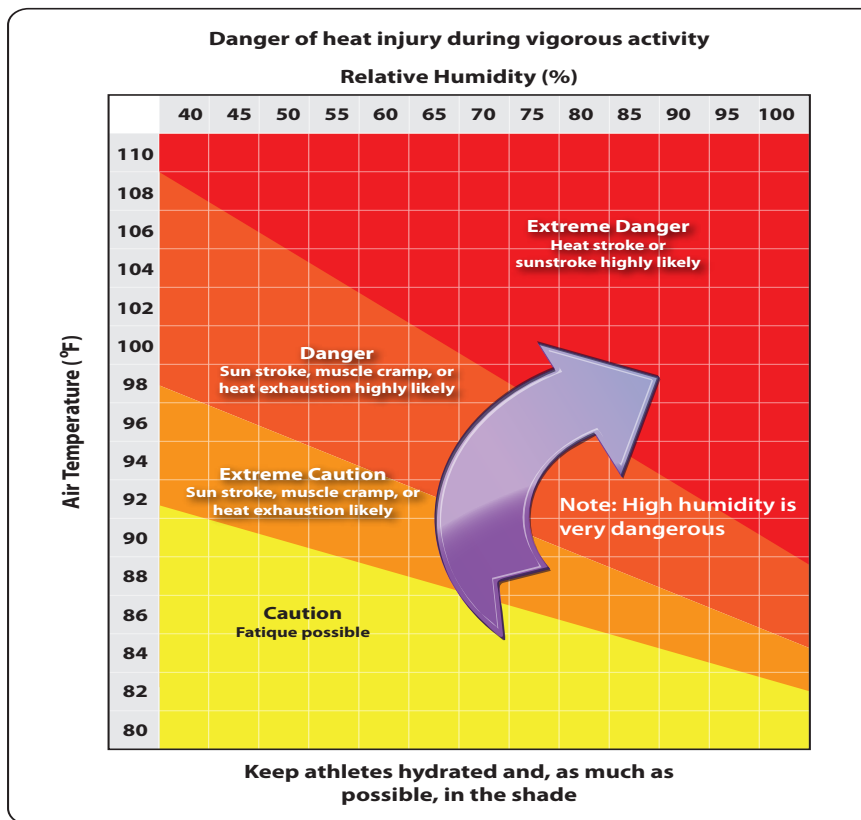 Danger of heat injury during vigorous activity
Relative Humidity (%)
40 45 50 55 60 65 70 75 80 85 90 95 100
Air Temperature (°F)
110
108
106
104
102
100
98
96
94
92
90
88
86
84
82
80
Extreme Danger
Heat stroke or
sunstroke highly likely
Danger
Sun stroke, muscle cramp, or
heat exhaustion highly likely
Extreme Caution
Sun stroke, muscle cramp, or
heat exhaustion likely
Note: High humidity is
very dangerous
Caution
Fatique possible
Keep athletes hydrated and, as much as
possible, in the shade